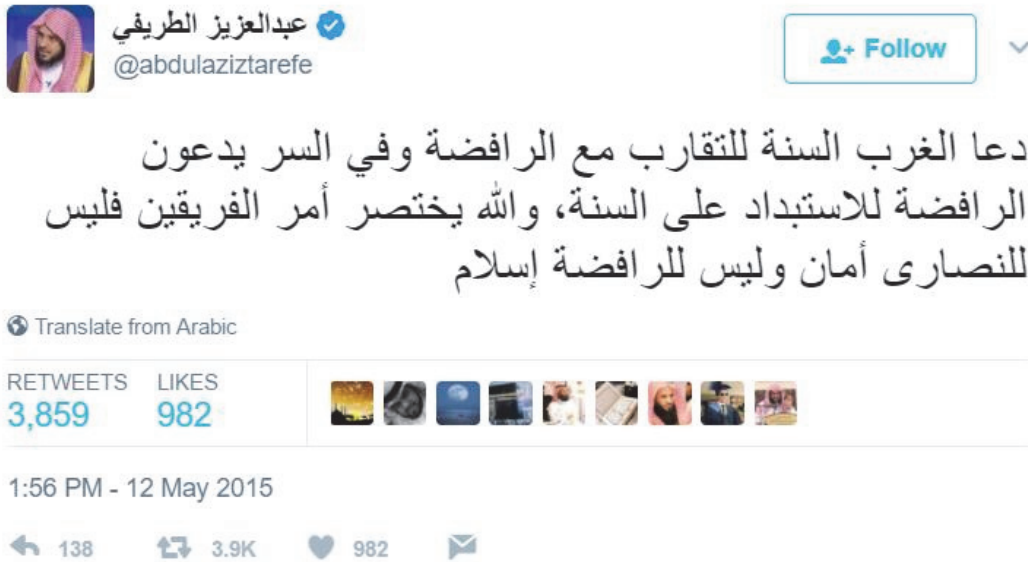 عبدالعزيز الطريفي
@abdulaziztarefe
Follow
دعا الغرب السنة للتقارب مع الرافضة وفي السر يدعون
الرافضة للاستبداد على السنة، والله يختصر أمر الفريقين فليس
للنصارى أمان وليس للرافضة إسلام
Translate from Arabic
RETWEETS LIKES
3,859 982
1:56 PM - 12 May 2015
138 3.9K 982